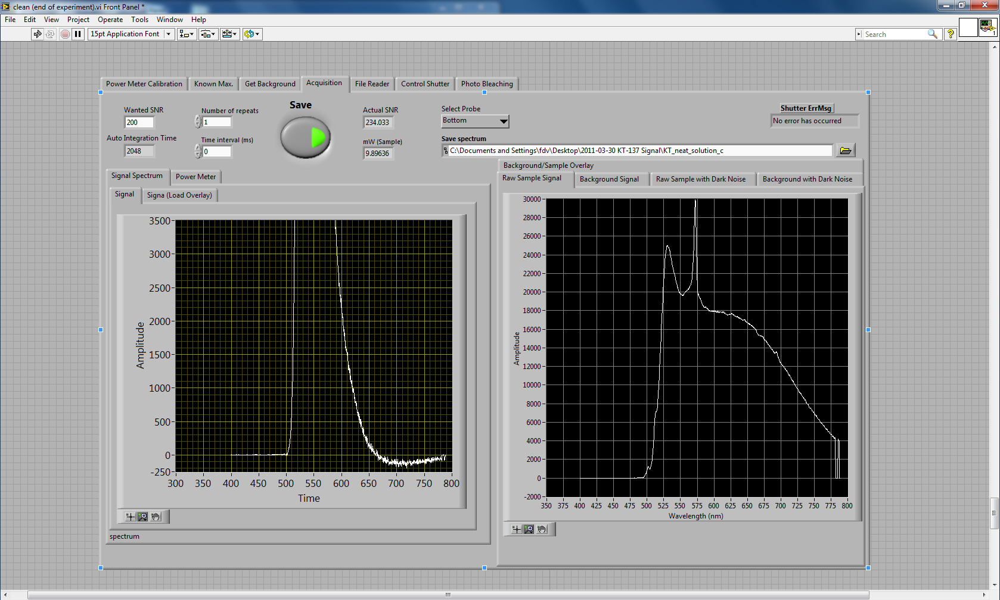 clean (end of experiment).vi Front Panel *
File Edit View Project Operate Tools Window Help
15pt Application Font
Search
?
1
Power Meter Calibration Known Max. Get Background Acquisition File Reader Control Shutter Photo Bleaching
Wanted SNR
200
Number of repeats
1
Save
Actual SNR
234.033
Select Probe
Bottom
Shutter ErrMsg
No error has occurred
Auto Integration Time
2048
Time interval (ms)
0
mW (Sample)
9.89636
Save spectrum
C:\Documents and Settings\fdv\Desktop\2011-03-30 KT-137 Signal\KT_neat_solution_c
Signal Spectrum Power Meter
Signal Signa (Load Overlay)
3500
3000
2500
2000
1500
1000
500
0
-250
Amplitude
300 350 400 450 500 550 600 650 700 750 800
Time
spectrum
Background/Sample Overlay
Raw Sample Signal Background Signal Raw Sample with Dark Noise Background with Dark Noise
30000
28000
26000
24000
22000
20000
18000
16000
14000
12000
10000
8000
6000
4000
2000
0
-2000
Amplitude
350 375 400 425 450 475 500 525 550 575 600 625 650 675 700 725 750 775 800
Wavelength (nm)